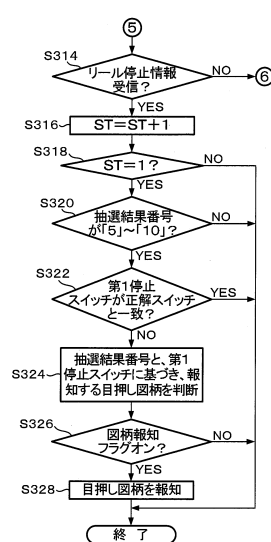 ⑤
S314
リール停止情報
受信？
NO
⑥
YES
S316
ST＝ST＋1
S318
ST＝1？
NO
YES
S320
抽選結果番号
が「5」～「10」？
NO
YES
S322
第1停止
スイッチが正解スイッチ
と一致？
YES
NO
S324
抽選結果番号と、第1
停止スイッチに基づき、報
知する目押し図柄を判断
S326
図柄報知
フラグオン？
NO
YES
S328
目押し図柄を報知
終 了